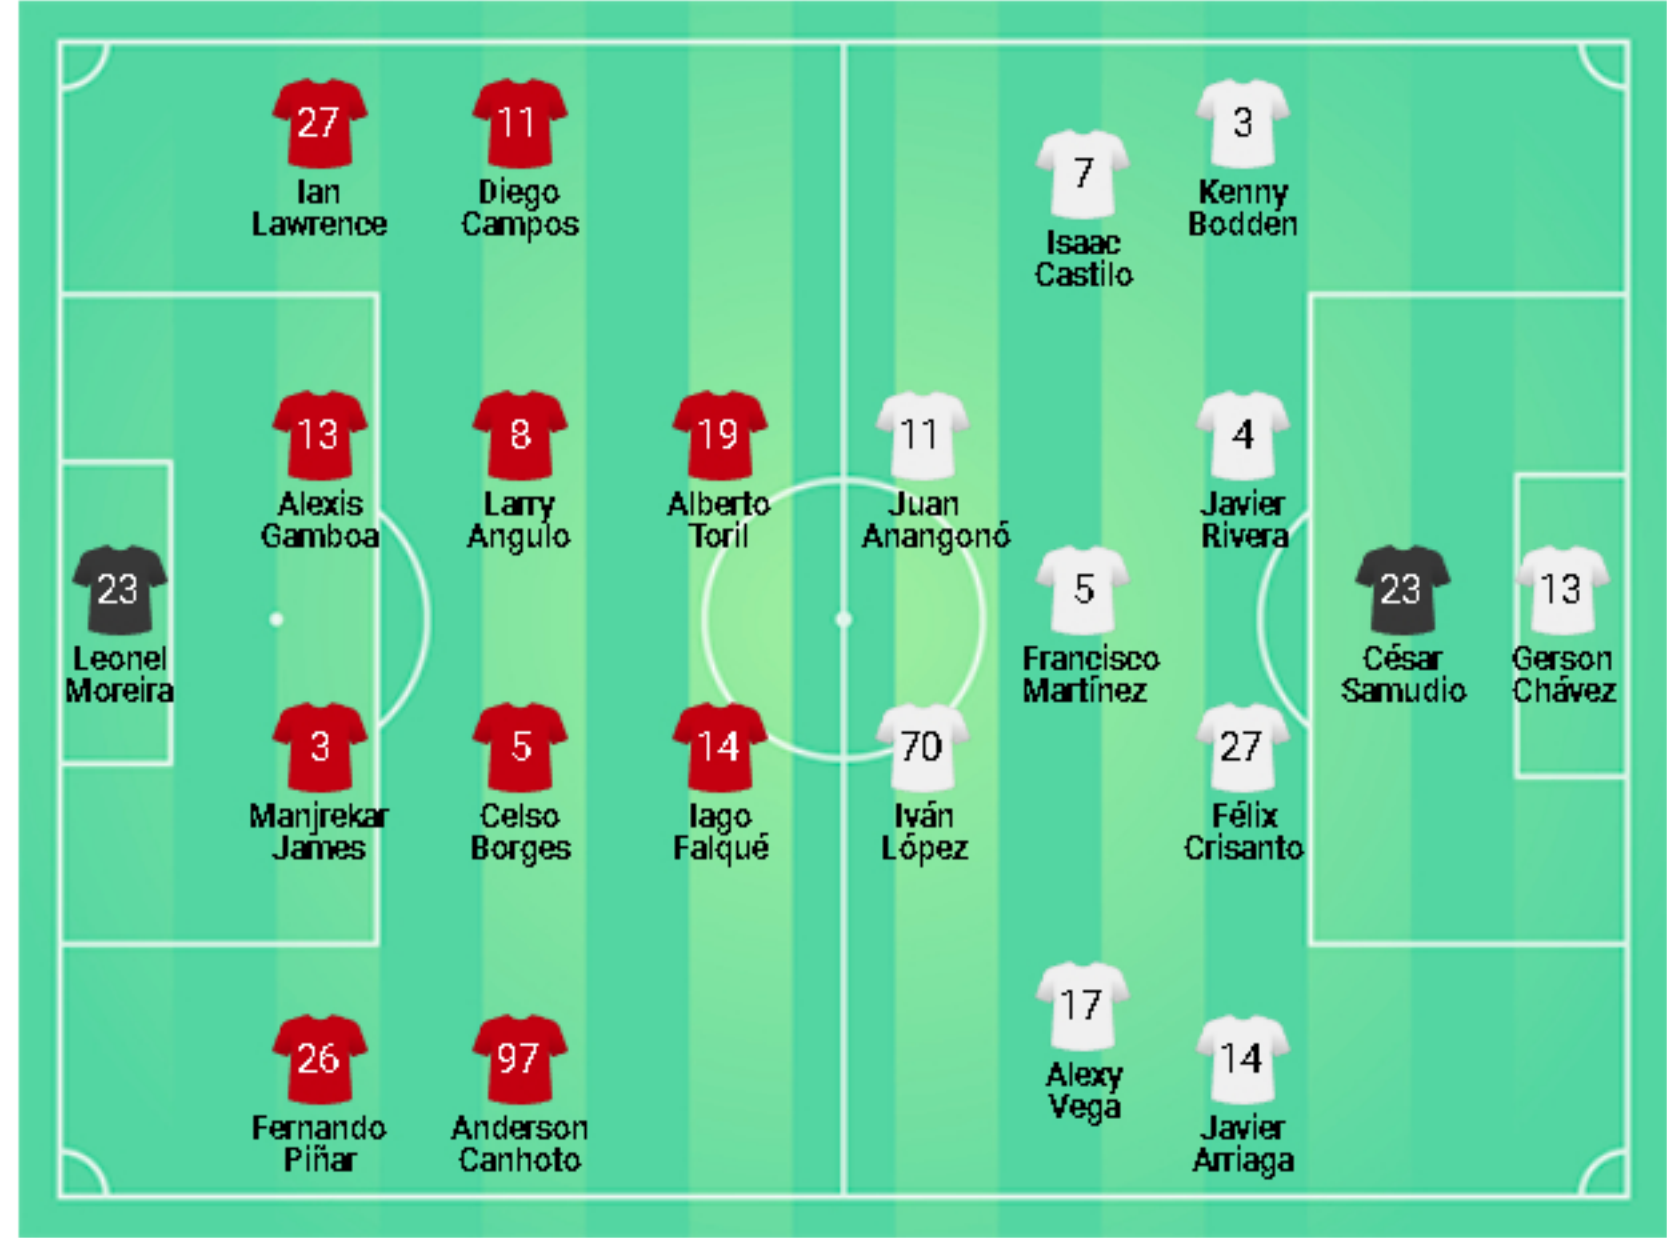 27
Ian
Lawrence
11
Diego
Campos
7
Isaac
Castilo
3
Kenny
Bodden
13
Alexis
Gamboa
8
Larry
Angulo
19
Alberto
Toril
11
Juan
Anangonó
4
Javier
Rivera
23
Leonel
Moreira
5
Francisco
Martínez
23
César
Samudio
13
Gerson
Chávez
3
Manjrekar
James
5
Celso
Borges
14
Iago
Falqué
70
Iván
López
27
Félix
Crisanto
26
Fernando
Piñar
97
Anderson
Canhoto
17
Alexy
Vega
14
Javier
Arriaga